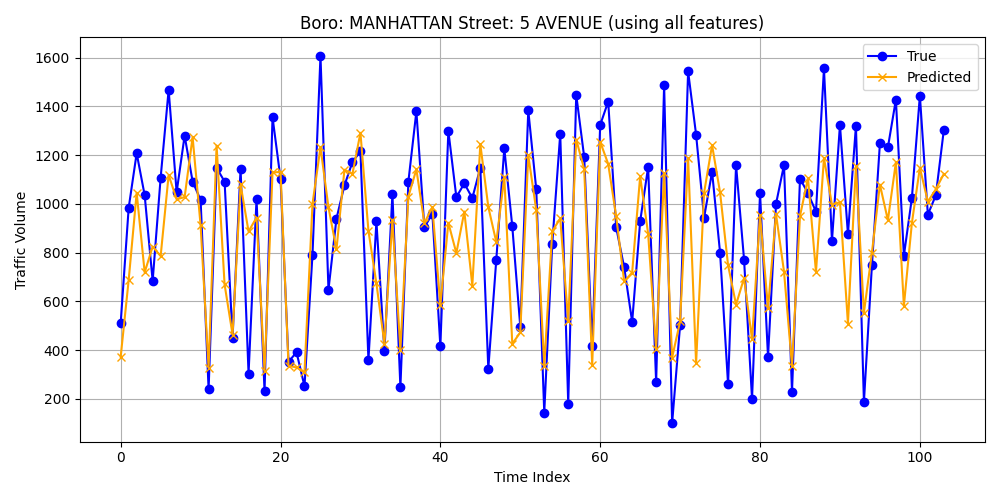 Boro: MANHATTAN Street: 5 AVENUE (using all features)
True
Predicted
Traffic Volume
1600
1400
1200
1000
800
600
400
200
0 20 40 60 80 100
Time Index